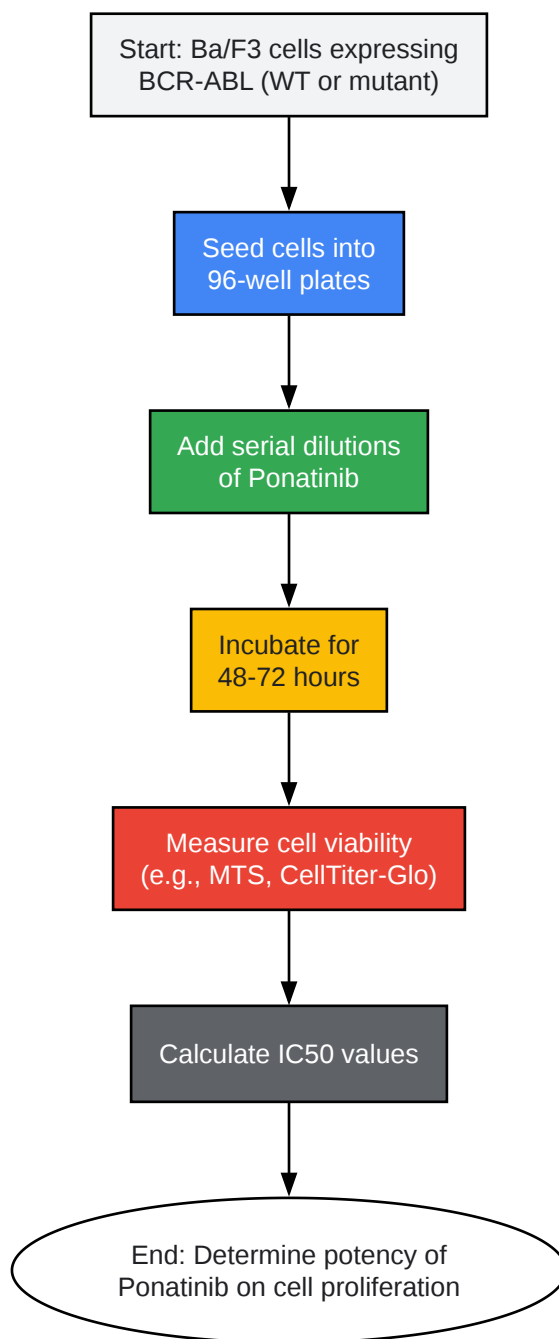 Start: Ba/F3 cells expressing
BCR-ABL (WT or mutant)
Seed cells into
96-well plates
Add serial dilutions
of Ponatinib
Incubate for
48-72 hours
Measure cell viability
(e.g., MTS, CellTiter-Glo)
Calculate IC50 values
End: Determine potency of
Ponatinib on cell proliferation